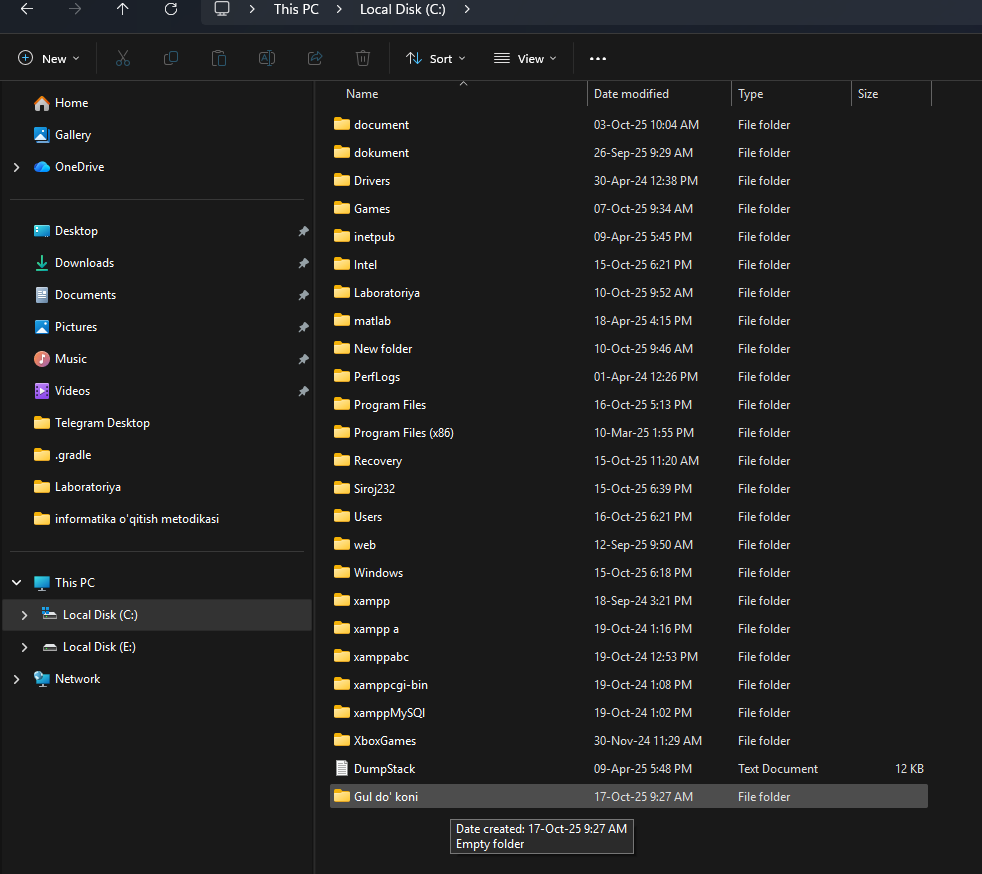 This PC > Local Disk (C:) >
New Sort View ...
Name Date modified Type Size
Home
Gallery
OneDrive
Desktop
Downloads
Documents
Pictures
Music
Videos
Telegram Desktop
.gradle
Laboratoriya
informatika o'qitish metodikasi
This PC
Local Disk (C:)
Local Disk (E:)
Network
document 03-Oct-25 10:04 AM File folder
dokument 26-Sep-25 9:29 AM File folder
Drivers 30-Apr-24 12:38 PM File folder
Games 07-Oct-25 9:34 AM File folder
inetpub 09-Apr-25 5:45 PM File folder
Intel 15-Oct-25 6:21 PM File folder
Laboratoriya 10-Oct-25 9:52 AM File folder
matlab 18-Apr-25 4:15 PM File folder
New folder 10-Oct-25 9:46 AM File folder
PerfLogs 01-Apr-24 12:26 PM File folder
Program Files 16-Oct-25 5:13 PM File folder
Program Files (x86) 10-Mar-25 1:55 PM File folder
Recovery 15-Oct-25 11:20 AM File folder
Siroj232 15-Oct-25 6:39 PM File folder
Users 16-Oct-25 6:21 PM File folder
web 12-Sep-25 9:50 AM File folder
Windows 15-Oct-25 6:18 PM File folder
xampp 18-Sep-24 3:21 PM File folder
xampp a 19-Oct-24 1:16 PM File folder
xamppabc 19-Oct-24 12:53 PM File folder
xamppcgi-bin 19-Oct-24 1:08 PM File folder
xamppMySQl 19-Oct-24 1:02 PM File folder
XboxGames 30-Nov-24 11:29 AM File folder
DumpStack 09-Apr-25 5:48 PM Text Document 12 KB
Gul do' koni 17-Oct-25 9:27 AM File folder
Date created: 17-Oct-25 9:27 AM
Empty folder